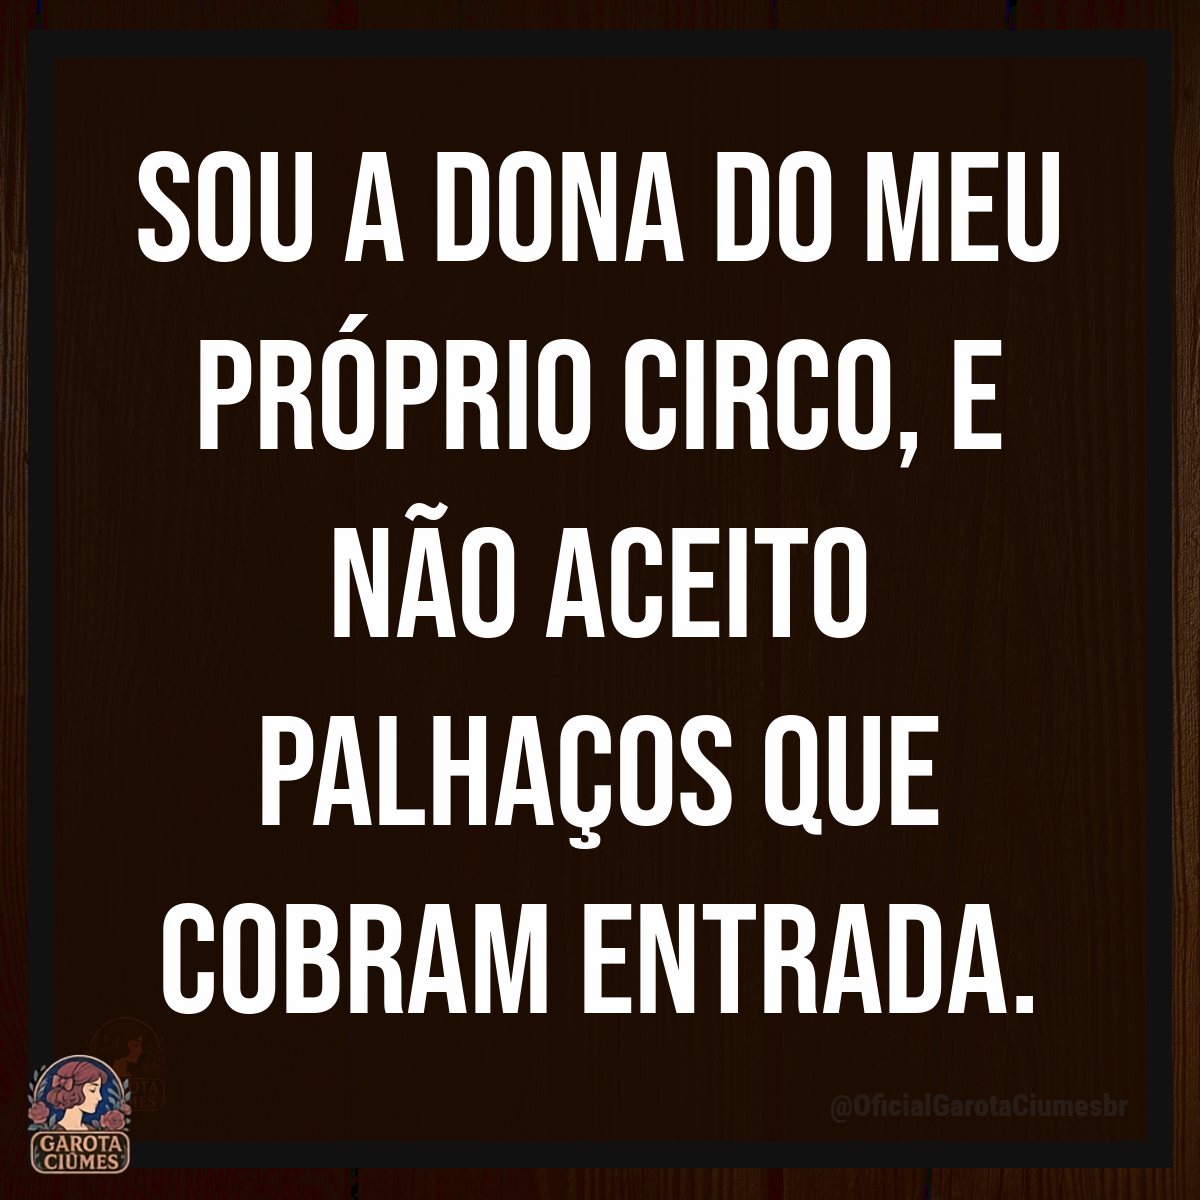 SOU A DONA DO MEU
PRÓPRIO CIRCO, E
NÃO ACEITO
PALHAÇOS QUE
COBRAM ENTRADA.
@OficialGarotaCiumesbr
GAROTA
CIÚMES